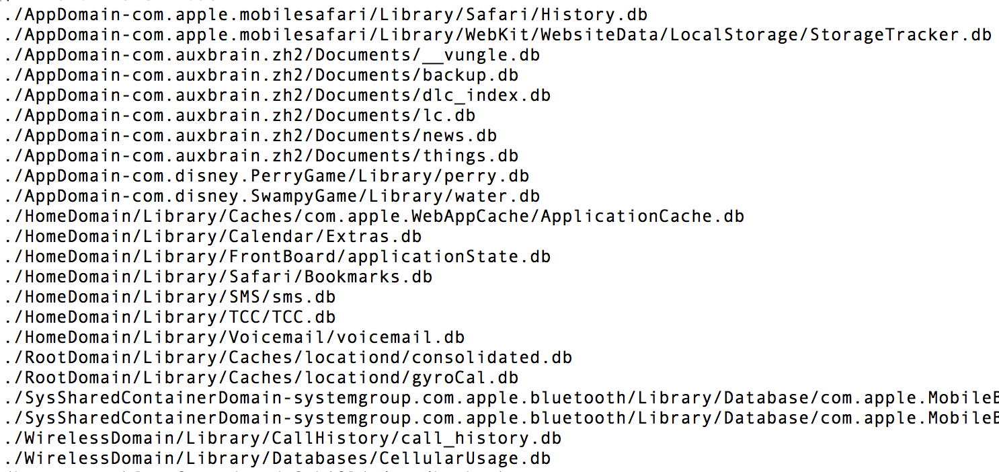 ./AppDomain-com.apple.mobilesafari/Library/Safari/History.db
./AppDomain-com.apple.mobilesafari/Library/WebKit/WebsiteData/LocalStorage/StorageTracker.db
./AppDomain-com.auxbrain.zh2/Documents/__vungle.db
./AppDomain-com.auxbrain.zh2/Documents/backup.db
./AppDomain-com.auxbrain.zh2/Documents/dlc_index.db
./AppDomain-com.auxbrain.zh2/Documents/lc.db
./AppDomain-com.auxbrain.zh2/Documents/news.db
./AppDomain-com.auxbrain.zh2/Documents/things.db
./AppDomain-com.disney.PerryGame/Library/perry.db
./AppDomain-com.disney.SwampyGame/Library/water.db
./HomeDomain/Library/Caches/com.apple.WebAppCache/ApplicationCache.db
./HomeDomain/Library/Calendar/Extras.db
./HomeDomain/Library/FrontBoard/applicationState.db
./HomeDomain/Library/Safari/Bookmarks.db
./HomeDomain/Library/SMS/sms.db
./HomeDomain/Library/TCC/TCC.db
./HomeDomain/Library/Voicemail/voicemail.db
./RootDomain/Library/Caches/locationd/consolidated.db
./RootDomain/Library/Caches/locationd/gyroCal.db
./SysSharedContainerDomain-systemgroup.com.apple.bluetooth/Library/Database/com.apple.MobileB
./SysSharedContainerDomain-systemgroup.com.apple.bluetooth/Library/Database/com.apple.MobileB
./WirelessDomain/Library/CallHistory/call_history.db
./WirelessDomain/Library/Databases/CellularUsage.db